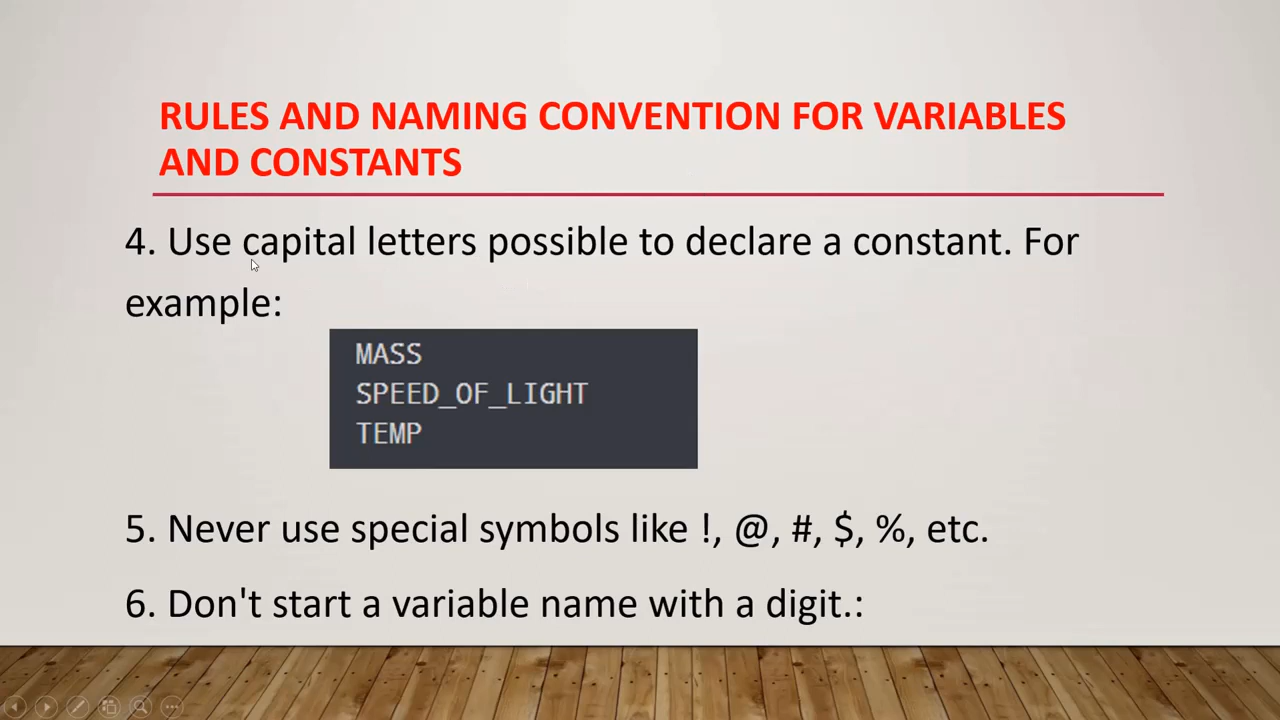 RULES AND NAMING CONVENTION FOR VARIABLES
AND CONSTANTS
4. Use capital letters possible to declare a constant. For
example:
MASS
SPEED_OF_LIGHT
TEMP
5. Never use special symbols like !, @, #, $, %, etc.
6. Don't start a variable name with a digit.: